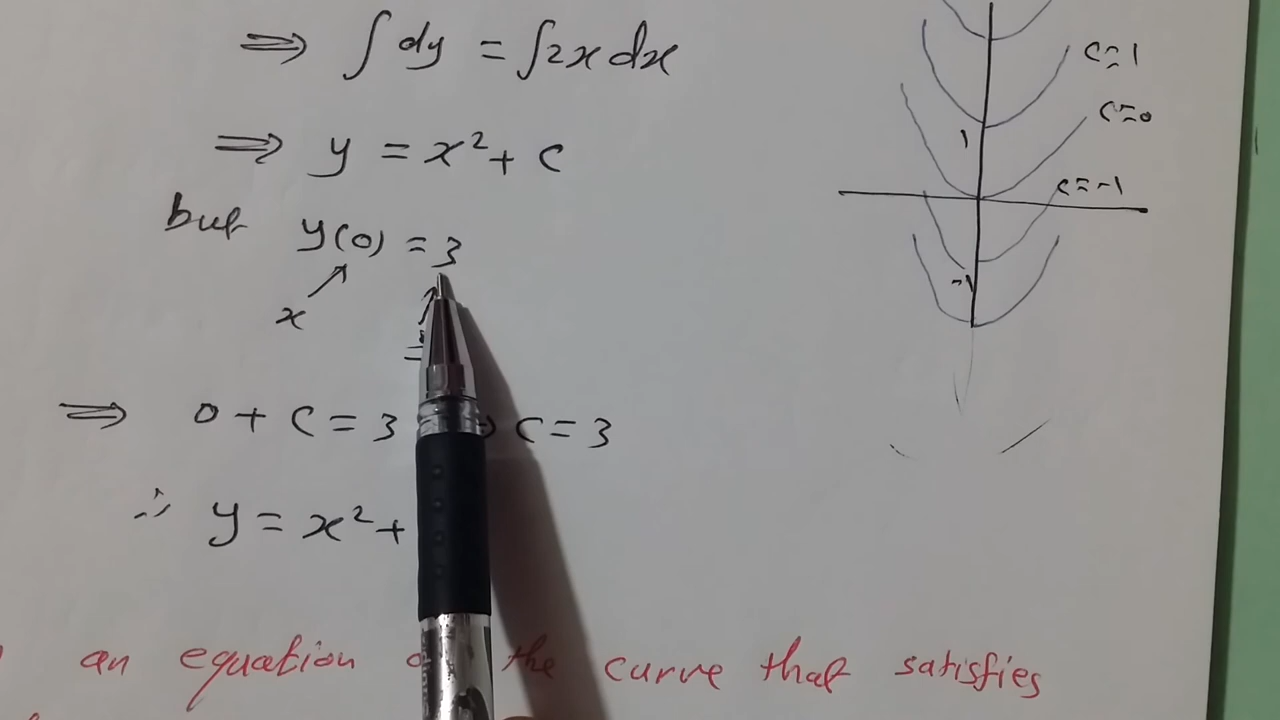 ⇒ ∫dy = ∫2x dx
⇒ y = x² + c
but y(0) = 3
x
⇒ 0 + c = 3 c = 3
∴ y = x² +
an equation the curve that satisfies
c=1
c=0
1
c=-1
-1